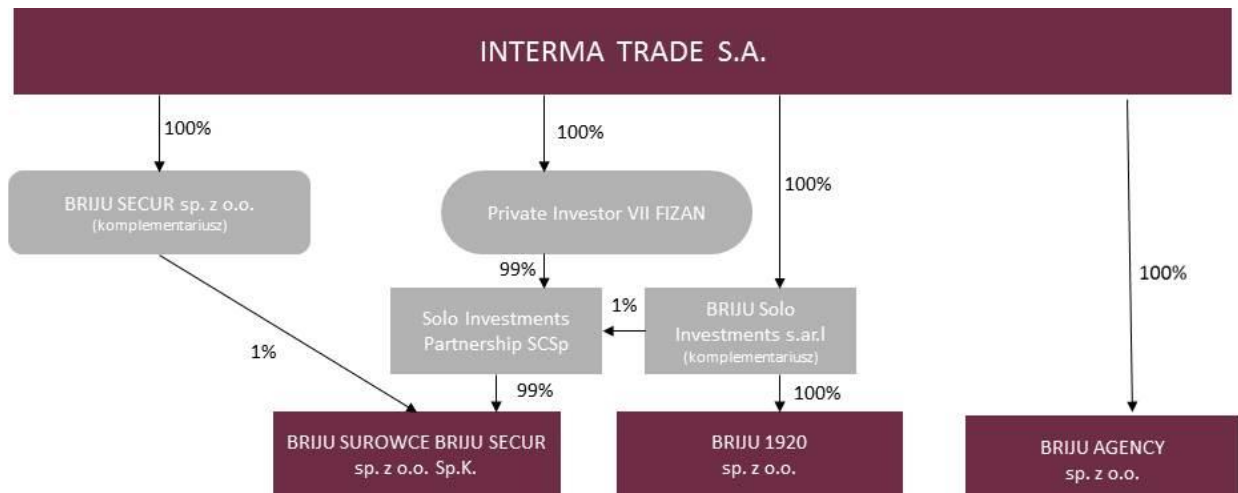 INTERMA TRADE S.A.
100%
100%
100%
100%
BRIJU SECUR sp. z o.o.
(komplementariusz)
Private Investor VII FIZAN
99%
1%
Solo Investments
Partnership SCSp
BRIJU Solo
Investments s.ar.l
(komplementariusz)
1%
99%
100%
BRIJU SUROWCE BRIJU SECUR
sp. z o.o. Sp.K.
BRIJU 1920
sp. z o.o.
BRIJU AGENCY
sp. z o.o.